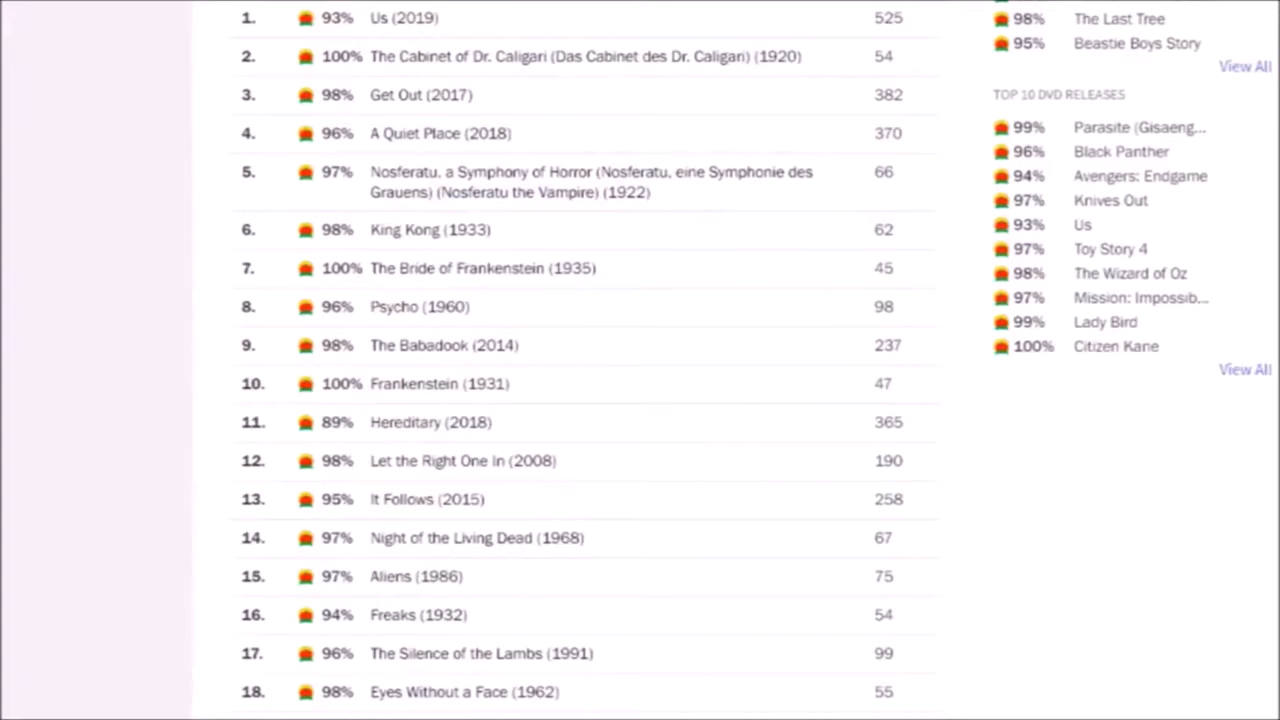 1. 93% Us (2019) 525
2. 100% The Cabinet of Dr. Caligari (Das Cabinet des Dr. Caligari) (1920) 54
3. 98% Get Out (2017) 382
4. 96% A Quiet Place (2018) 370
5. 97% Nosferatu, a Symphony of Horror (Nosferatu, eine Symphonie des 66
Grauens) (Nosferatu the Vampire) (1922)
6. 98% King Kong (1933) 62
7. 100% The Bride of Frankenstein (1935) 45
8. 96% Psycho (1960) 98
9. 98% The Babadook (2014) 237
10. 100% Frankenstein (1931) 47
11. 89% Hereditary (2018) 365
12. 98% Let the Right One In (2008) 190
13. 95% It Follows (2015) 258
14. 97% Night of the Living Dead (1968) 67
15. 97% Aliens (1986) 75
16. 94% Freaks (1932) 54
17. 96% The Silence of the Lambs (1991) 99
18. 98% Eyes Without a Face (1962) 55
98% The Last Tree
95% Beastie Boys Story
View All
TOP 10 DVD RELEASES
99% Parasite (Gisaeng...
96% Black Panther
94% Avengers: Endgame
97% Knives Out
93% Us
97% Toy Story 4
98% The Wizard of Oz
97% Mission: Impossib...
99% Lady Bird
100% Citizen Kane
View All